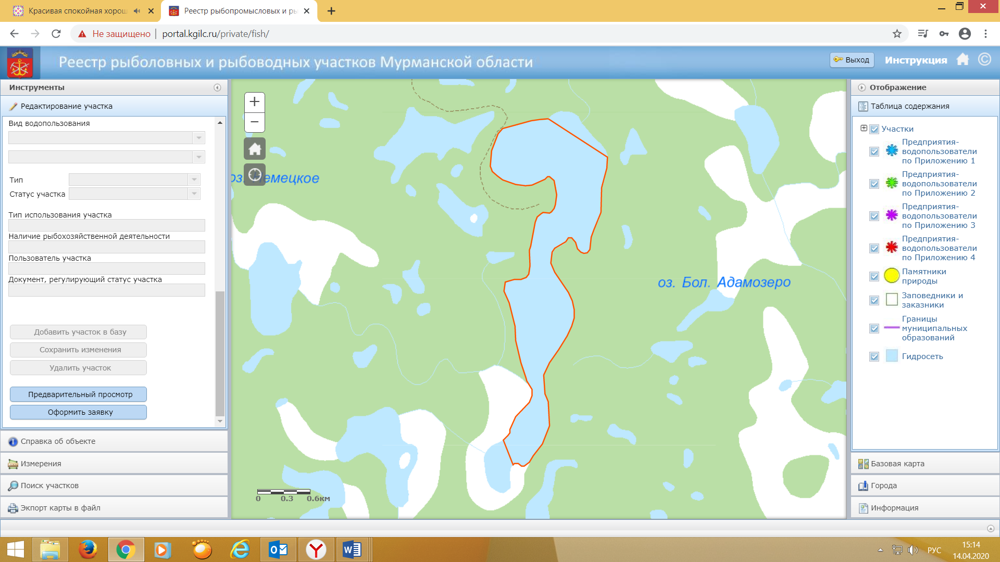 Красивая спокойная хорош
Реестр рыбопромысловых и ры
Не защищено
portal.kgilc.ru/private/fish/
Реестр рыболовных и рыбоводных участков Мурманской области
Выход
Инструкция
Инструменты
Редактирование участка
Вид водопользования
Тип
Статус участка
Тип использования участка
Наличие рыбохозяйственной деятельности
Пользователь участка
Документ, регулирующий статус участка
Добавить участок в базу
Сохранить изменения
Удалить участок
Предварительный просмотр
Оформить заявку
Справка об объекте
Измерения
Поиск участков
Экспорт карты в файл
+
−
оз. Немецкое
оз. Бол. Адамозеро
0 0.3 0.6км
Отображение
Таблица содержания
Участки
Предприятия-
водопользователи
по Приложению 1
Предприятия-
водопользователи
по Приложению 2
Предприятия-
водопользователи
по Приложению 3
Предприятия-
водопользователи
по Приложению 4
Памятники
природы
Заповедники и
заказники
Границы
муниципальных
образований
Гидросеть
Базовая карта
Города
Информация
РУС
15:14
14.04.2020